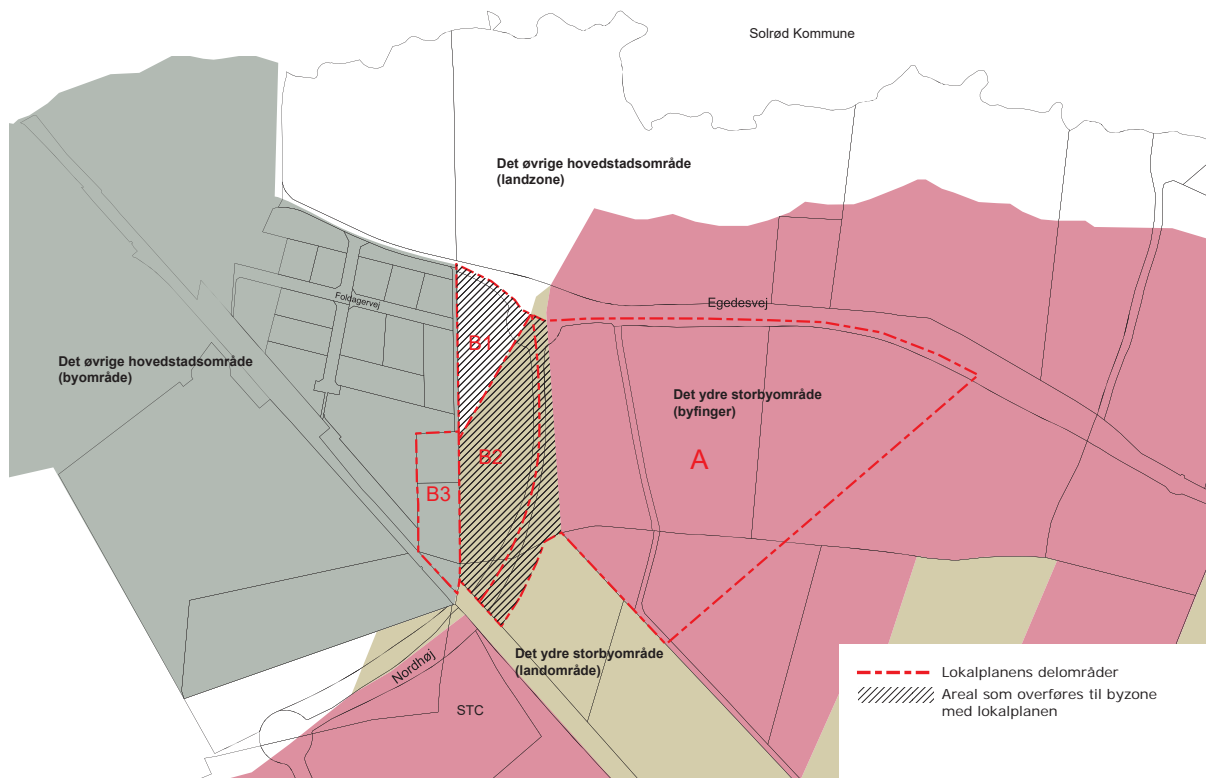 Solrød Kommune
Det øvrige hovedstadsområde
(landzone)
Egedesvej
Foldagervej
B1
Det øvrige hovedstadsområde
(byområde)
Det ydre storbyområde
(byfinger)
A
B2
B3
Det ydre storbyområde
(landområde)
Nordhøj
STC
Lokalplanens delområder
Areal som overføres til byzone
med lokalplanen